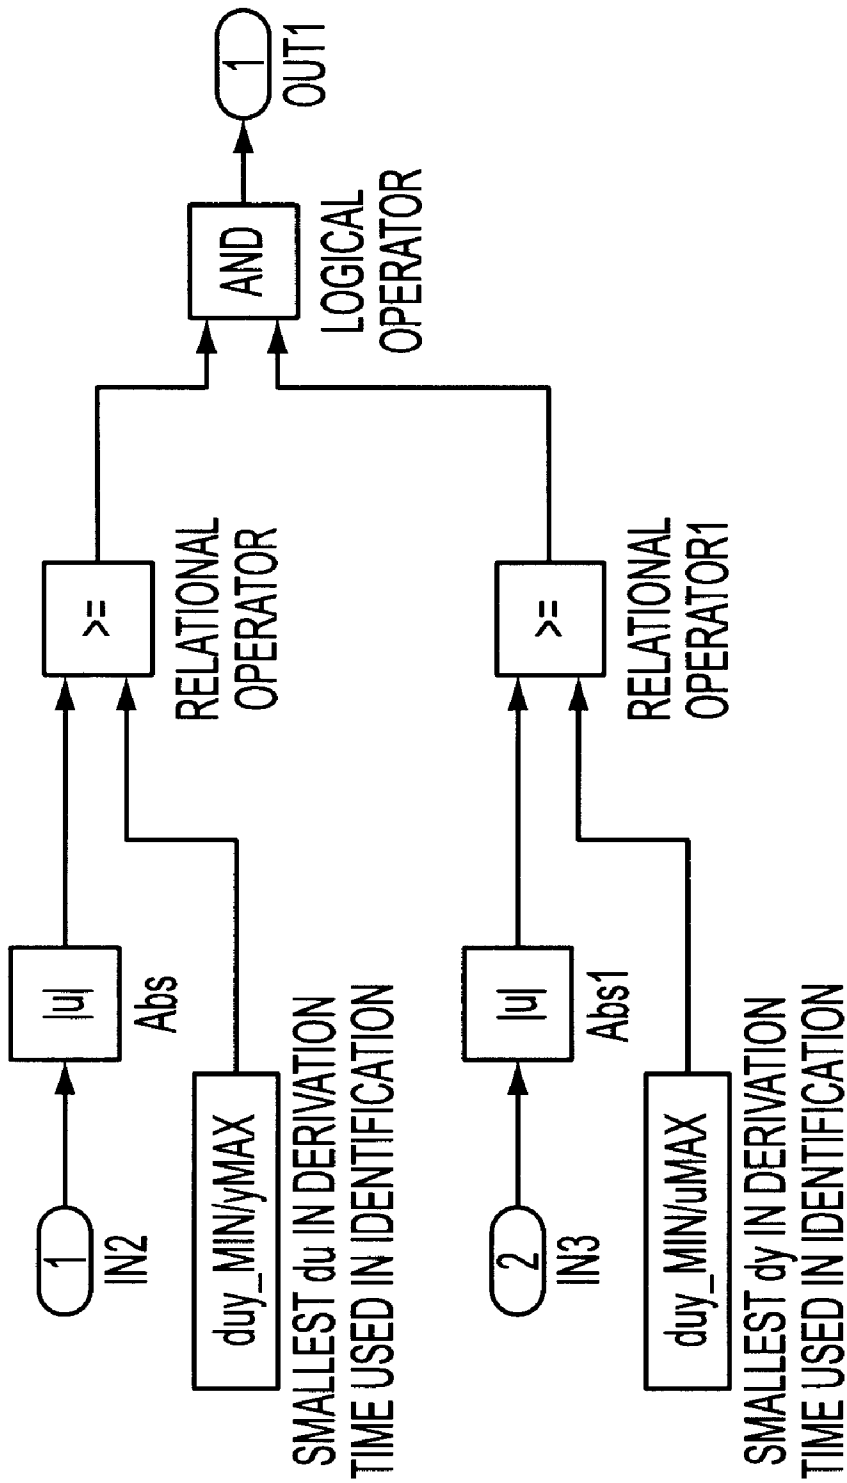 1
IN2
|u|
Abs
duy_MIN/yMAX
SMALLEST du IN DERIVATION
TIME USED IN IDENTIFICATION
>=
RELATIONAL
OPERATOR
2
IN3
|u|
Abs1
duy_MIN/uMAX
SMALLEST dy IN DERIVATION
TIME USED IN IDENTIFICATION
>=
RELATIONAL
OPERATOR1
AND
LOGICAL
OPERATOR
1
OUT1